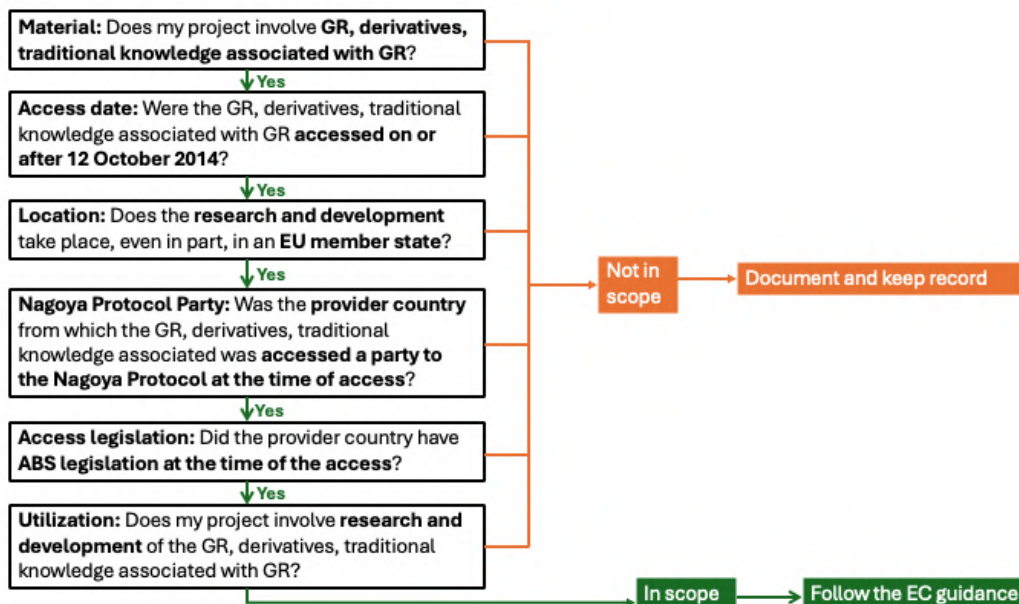 Material: Does my project involve GR, derivatives,
traditional knowledge associated with GR?
Yes
Access date: Were the GR, derivatives, traditional
knowledge associated with GR accessed on or
after 12 October 2014?
Yes
Location: Does the research and development
take place, even in part, in an EU member state?
Yes
Nagoya Protocol Party: Was the provider country
from which the GR, derivatives, traditional
knowledge associated was accessed a party to
the Nagoya Protocol at the time of access?
Yes
Access legislation: Did the provider country have
ABS legislation at the time of the access?
Yes
Utilization: Does my project involve research and
development of the GR, derivatives, traditional
knowledge associated with GR?
Not in
scope
Document and keep record
In scope
Follow the EC guidance